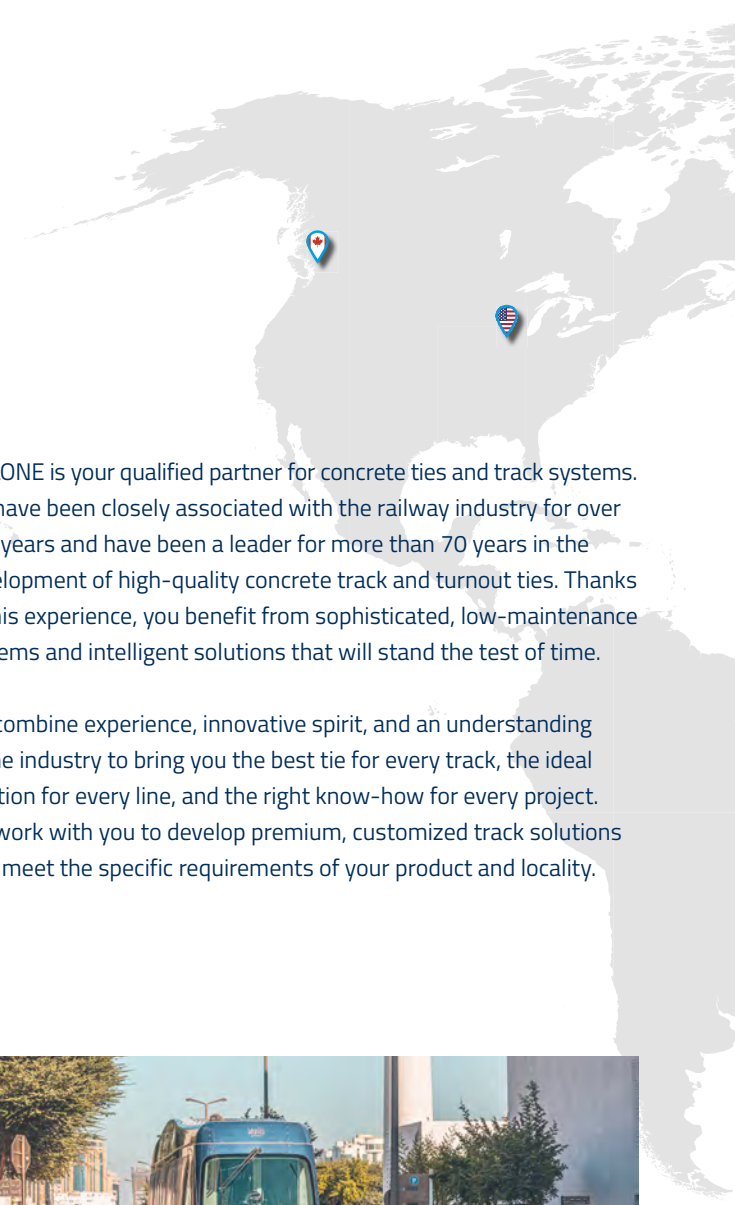 ONE is your qualified partner for concrete ties and track systems.
have been closely associated with the railway industry for over
years and have been a leader for more than 70 years in the
elopment of high-quality concrete track and turnout ties. Thanks
his experience, you benefit from sophisticated, low-maintenance
ems and intelligent solutions that will stand the test of time.
combine experience, innovative spirit, and an understanding
e industry to bring you the best tie for every track, the ideal
tion for every line, and the right know-how for every project.
work with you to develop premium, customized track solutions
meet the specific requirements of your product and locality.